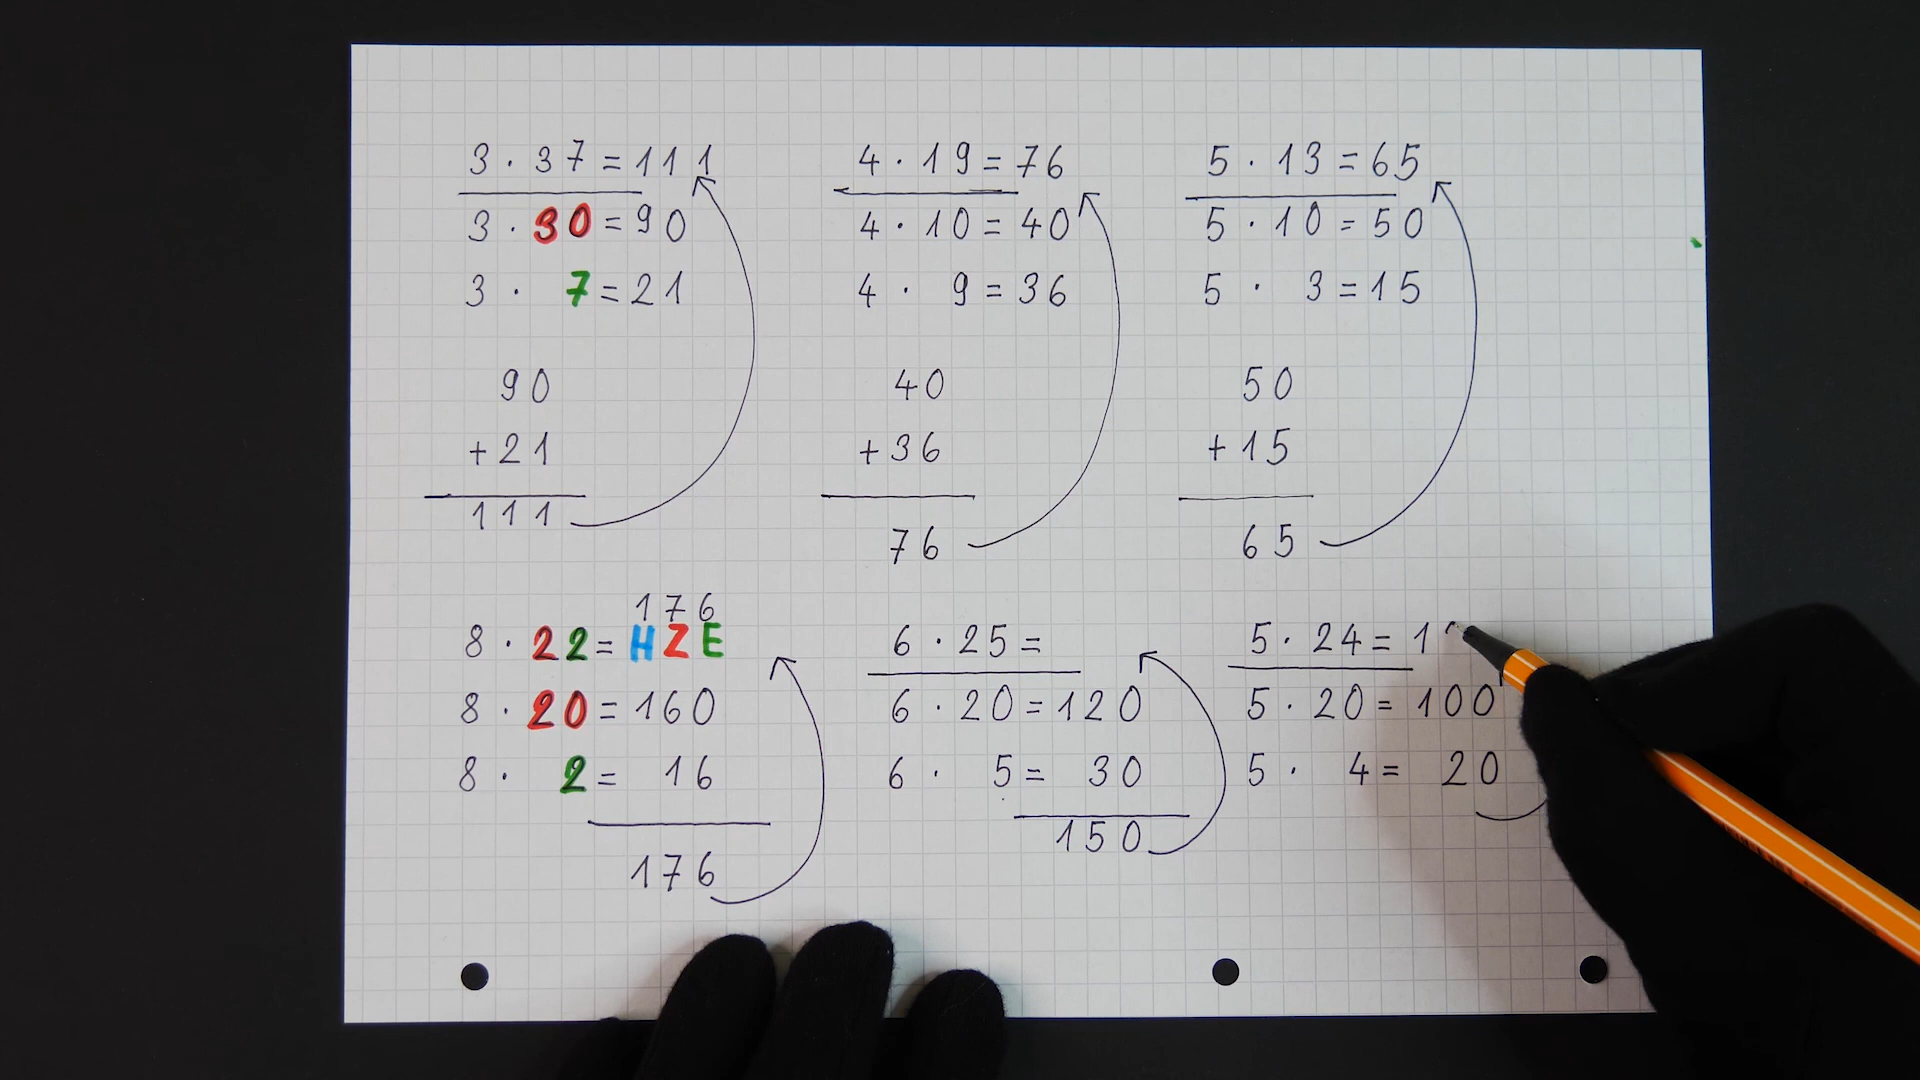 3 · 37 = 111
3 · 30 = 90
3 · 7 = 21
90
+ 21
111
4 · 19 = 76
4 · 10 = 40
4 · 9 = 36
40
+ 36
76
5 · 13 = 65
5 · 10 = 50
5 · 3 = 15
50
+ 15
65
176
8 · 22 = HZE
8 · 20 = 160
8 · 2 = 16
176
6 · 25 =
6 · 20 = 120
6 · 5 = 30
150
5 · 24 = 1
5 · 20 = 100
5 · 4 = 20